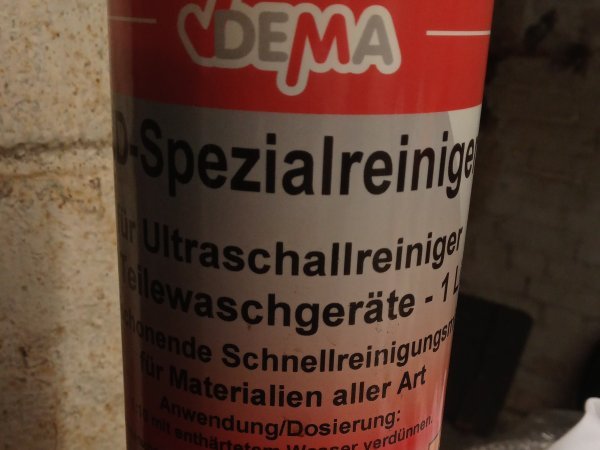 DEMA
D-Spezialreiniger
für Ultraschallreiniger
Teilewaschgeräte - 1 L
schonende Schnellreinigungsm
für Materialien aller Art
Anwendung/Dosierung:
mit enthärtetem Wasser verdünnen.